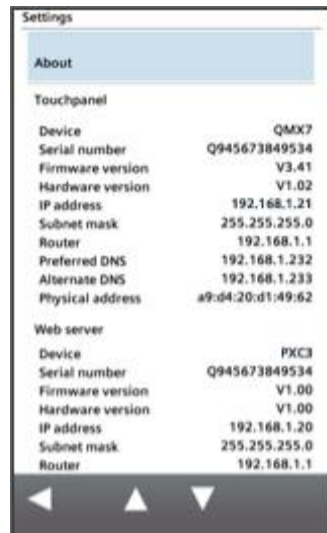 Settings
About
Touchpanel
Device QMX7
Serial number Q945673849534
Firmware version V3.41
Hardware version V1.02
IP address 192.168.1.21
Subnet mask 255.255.255.0
Router 192.168.1.1
Preferred DNS 192.168.1.232
Alternate DNS 192.168.1.233
Physical address a9:d4:20:d1:49:62
Web server
Device PXC3
Serial number Q945673849534
Firmware version V1.00
Hardware version V1.00
IP address 192.168.1.20
Subnet mask 255.255.255.0
Router 192.168.1.1